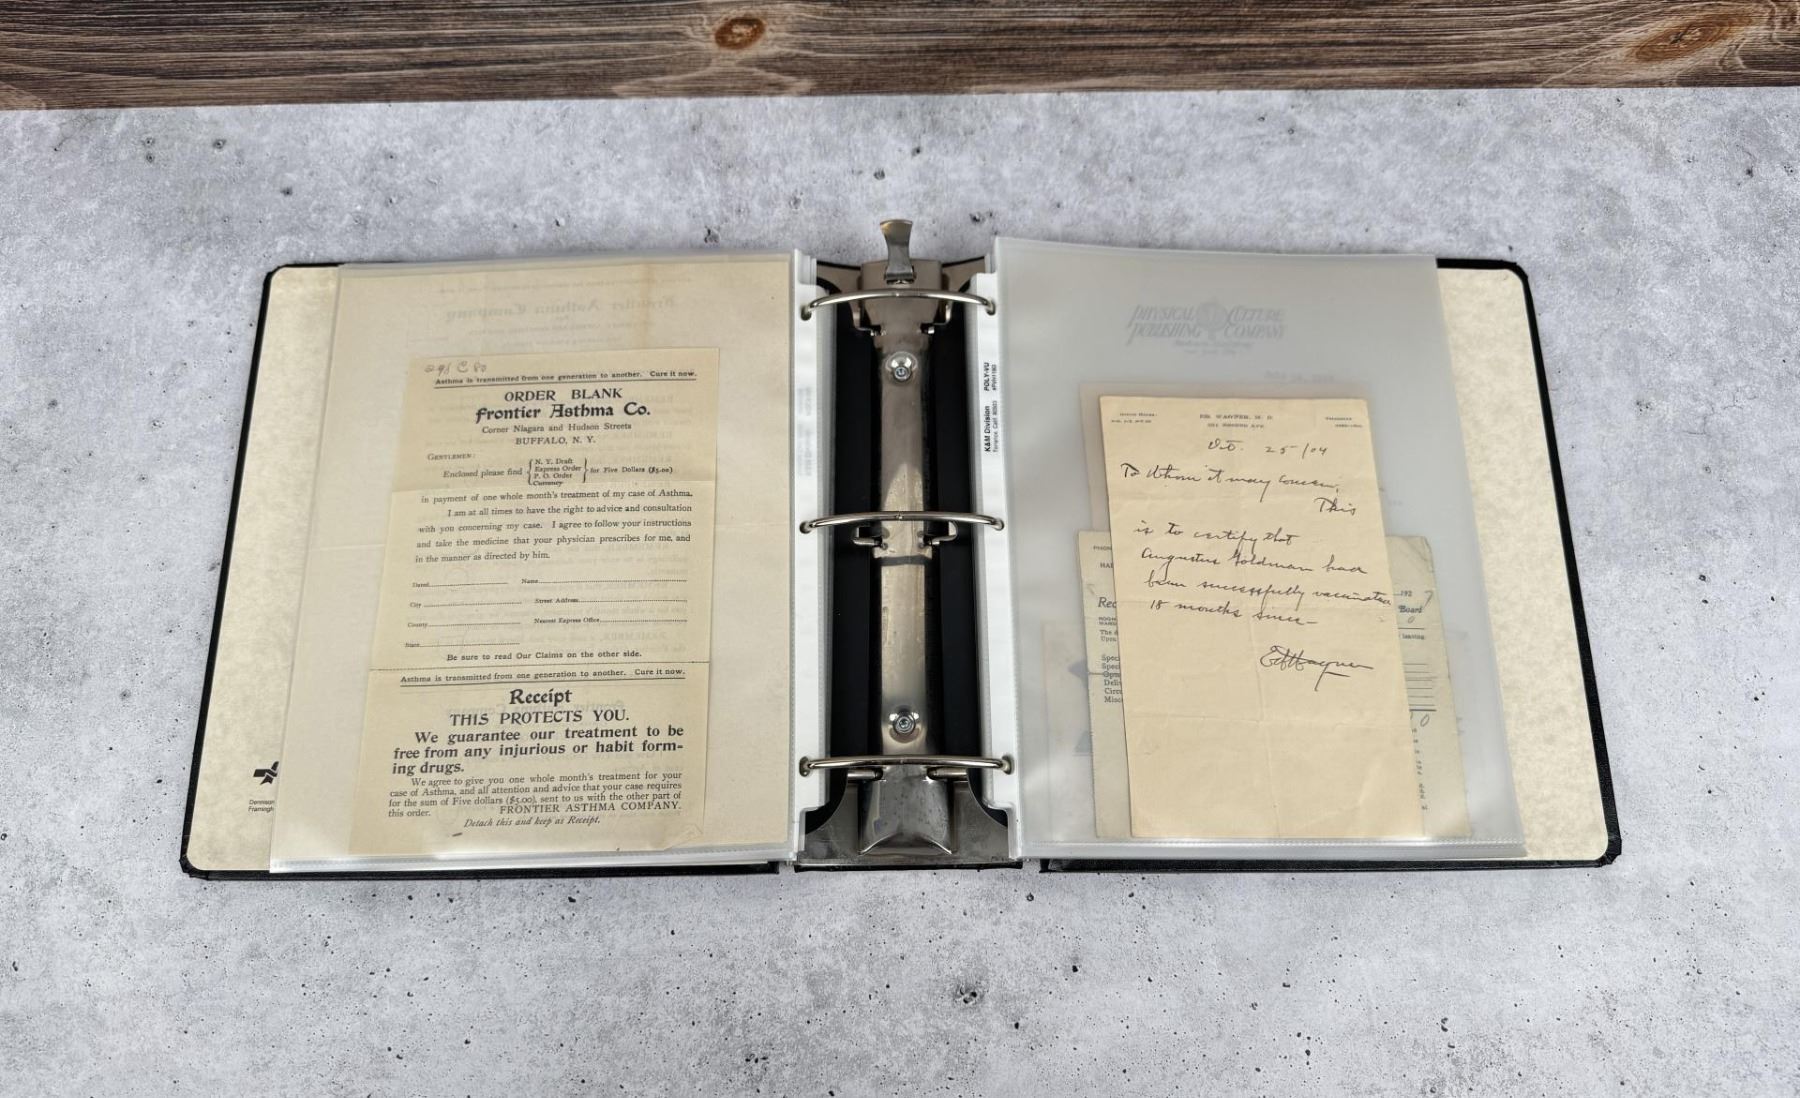 Asthma is transmitted from one generation to another. Cure it now.
ORDER BLANK
Frontier Asthma Co.
Corner Niagara and Hudson Streets
BUFFALO, N. Y.
GENTLEMEN:
Enclosed please find { N. Y. Draft
Express Order
P. O. Order
Currency } for Five Dollars ($5.00)
in payment of one whole month's treatment of my case of Asthma.
I am at all times to have the right to advice and consultation
with you concerning my case. I agree to follow your instructions
and take the medicine that your physician prescribes for me, and
in the manner as directed by him.
Dated Name
City Street Address
County Nearest Express Office
State
Be sure to read Our Claims on the other side.
Asthma is transmitted from one generation to another. Cure it now.
Receipt
THIS PROTECTS YOU.
We guarantee our treatment to be
free from any injurious or habit form-
ing drugs.
We agree to give you one whole month's treatment for your
case of Asthma, and all attention and advice that your case requires
for the sum of Five dollars ($5.00), sent to us with the other part of
this order. FRONTIER ASTHMA COMPANY.
Detach this and keep as Receipt.
Dennison
K&M Division POLY-VU
PHYSICAL CULTURE
PUBLISHING COMPANY
WAGNER, M. D.
SECOND AVE.
Oct. 25/04
To Whom it may concern,
This
is to certify that
Augustus Goldman had
been successfully vaccinated
18 months since
192
Board
leaving